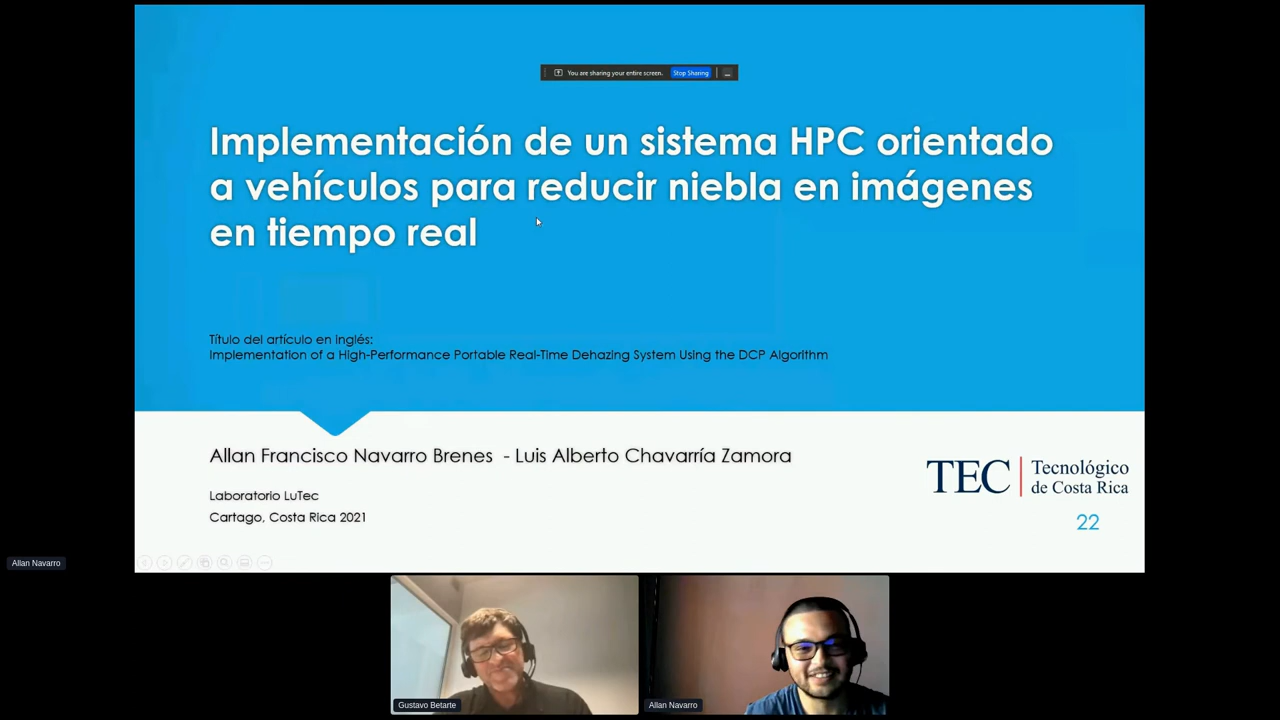 You are sharing your entire screen. Stop Sharing
Implementación de un sistema HPC orientado
a vehículos para reducir niebla en imágenes
en tiempo real
Título del artículo en inglés:
Implementation of a High-Performance Portable Real-Time Dehazing System Using the DCP Algorithm
Allan Francisco Navarro Brenes - Luis Alberto Chavarría Zamora
Laboratorio LuTec
Cartago, Costa Rica 2021
TEC Tecnológico
de Costa Rica
22
Allan Navarro
Gustavo Betarte
Allan Navarro